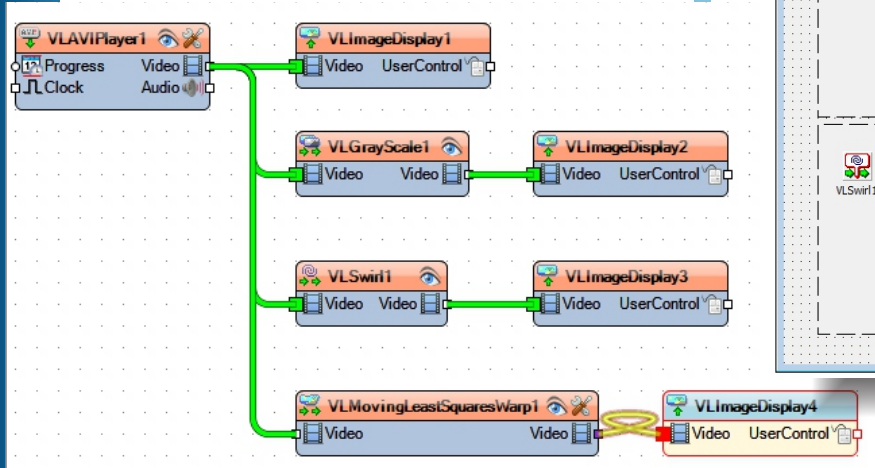 VLAVIPlayer1
Progress Video
Clock Audio
VLImageDisplay1
Video UserControl
VLGrayScale1
Video Video
VLImageDisplay2
Video UserControl
VLSwirl1
Video Video
VLImageDisplay3
Video UserControl
VLMovingLeastSquaresWarp1
Video Video
VLImageDisplay4
Video UserControl
VLSwirl1